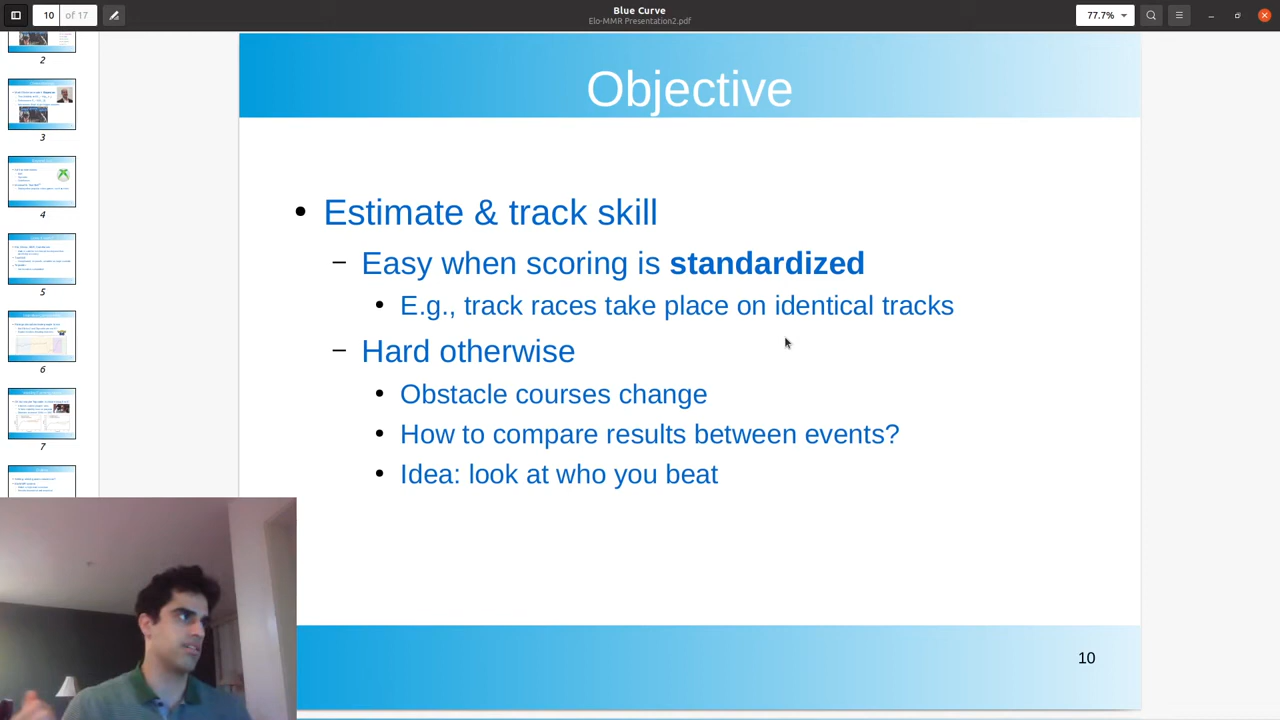 Blue Curve
Elo-MMR Presentation2.pdf
10 of 17
77.7%
2
3
4
5
6
7
Objective
Estimate & track skill
Easy when scoring is standardized
E.g., track races take place on identical tracks
Hard otherwise
Obstacle courses change
How to compare results between events?
Idea: look at who you beat
10